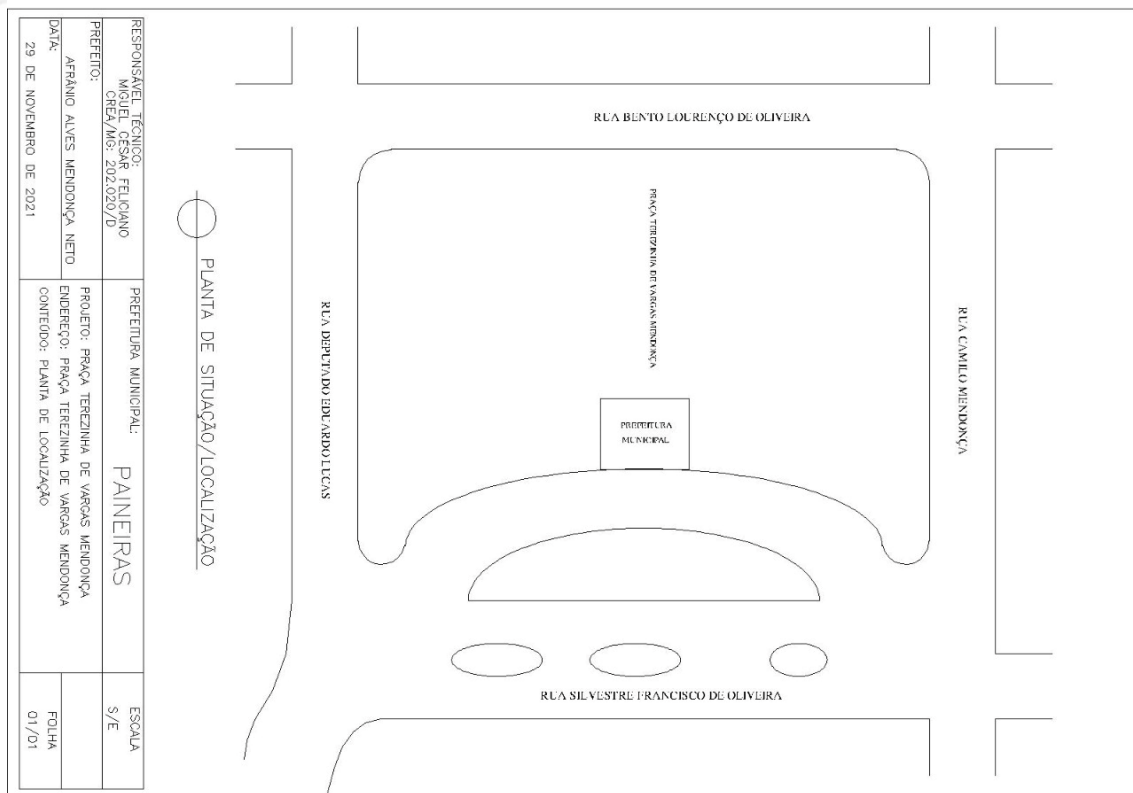 RUA BENTO LOURENÇO DE OLIVEIRA
PRAÇA TEREZINHA DE VARGAS MENDONÇA
RUA DEPUTADO EDUARDO LUCAS
RUA CAMILO MENDONÇA
PREFEITURA
MUNICIPAL
RUA SILVESTRE FRANCISCO DE OLIVEIRA
PLANTA DE SITUAÇÃO/LOCALIZAÇÃO
RESPONSÁVEL TÉCNICO:
MIGUEL CÉSAR FELICIANO
CREA/MG: 202.020/D
PREFEITO:
AFRÂNIO ALVES MENDONÇA NETO
DATA:
29 DE NOVEMBRO DE 2021
PREFEITURA MUNICIPAL: PAINEIRAS
PROJETO: PRAÇA TEREZINHA DE VARGAS MENDONÇA
ENDEREÇO: PRAÇA TEREZINHA DE VARGAS MENDONÇA
CONTEÚDO: PLANTA DE LOCALIZAÇÃO
ESCALA
S/E
FOLHA
01/01